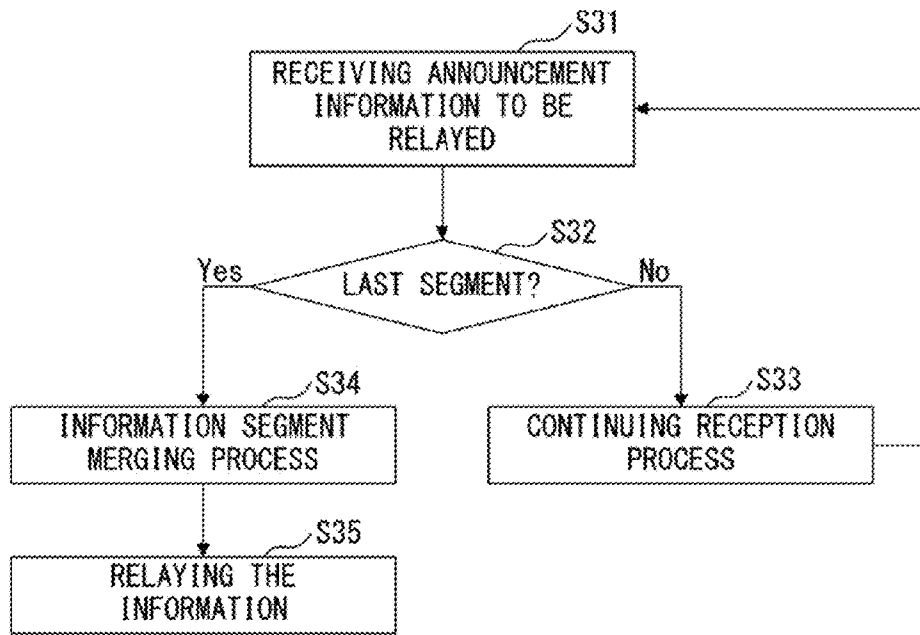 S31
RECEIVING ANNOUNCEMENT
INFORMATION TO BE
RELAYED
S32
Yes
LAST SEGMENT?
No
S34
INFORMATION SEGMENT
MERGING PROCESS
S33
CONTINUING RECEPTION
PROCESS
S35
RELAYING THE
INFORMATION